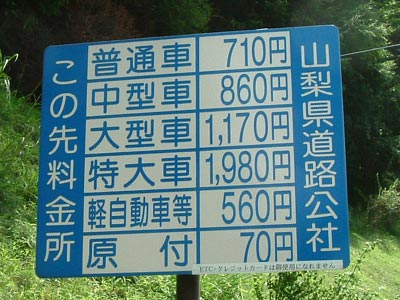 山梨県道路公社
普通車 710円
中型車 860円
大型車 1,170円
特大車 1,980円
軽自動車等 560円
原付 70円
この先料金所
ETC・クレジットカードは御使用になれません